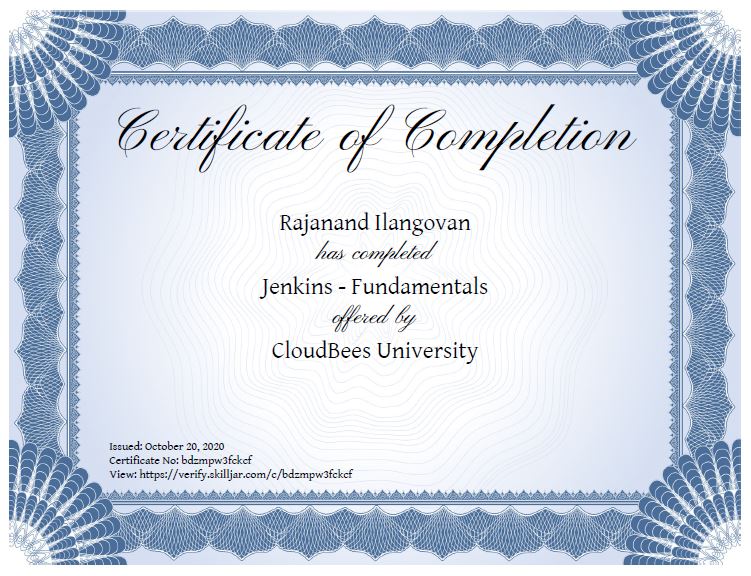 Certificate of Completion
Rajanand Ilangovan
has completed
Jenkins - Fundamentals
offered by
CloudBees University
Issued: October 20, 2020
Certificate No: bdzmpw3fckcf
View: https://verify.skilljar.com/c/bdzmpw3fckcf